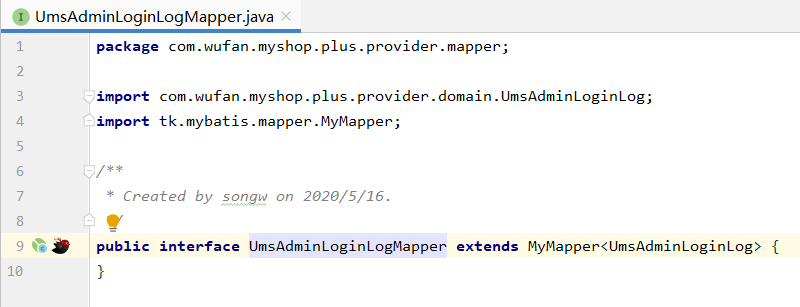 UmsAdminLoginLogMapper.java
1 package com.wufan.myshop.plus.provider.mapper;
2
3 import com.wufan.myshop.plus.provider.domain.UmsAdminLoginLog;
4 import tk.mybatis.mapper.MyMapper;
5
6 /**
7 * Created by songw on 2020/5/16.
8 */
9 public interface UmsAdminLoginLogMapper extends MyMapper<UmsAdminLoginLog> {
10 }